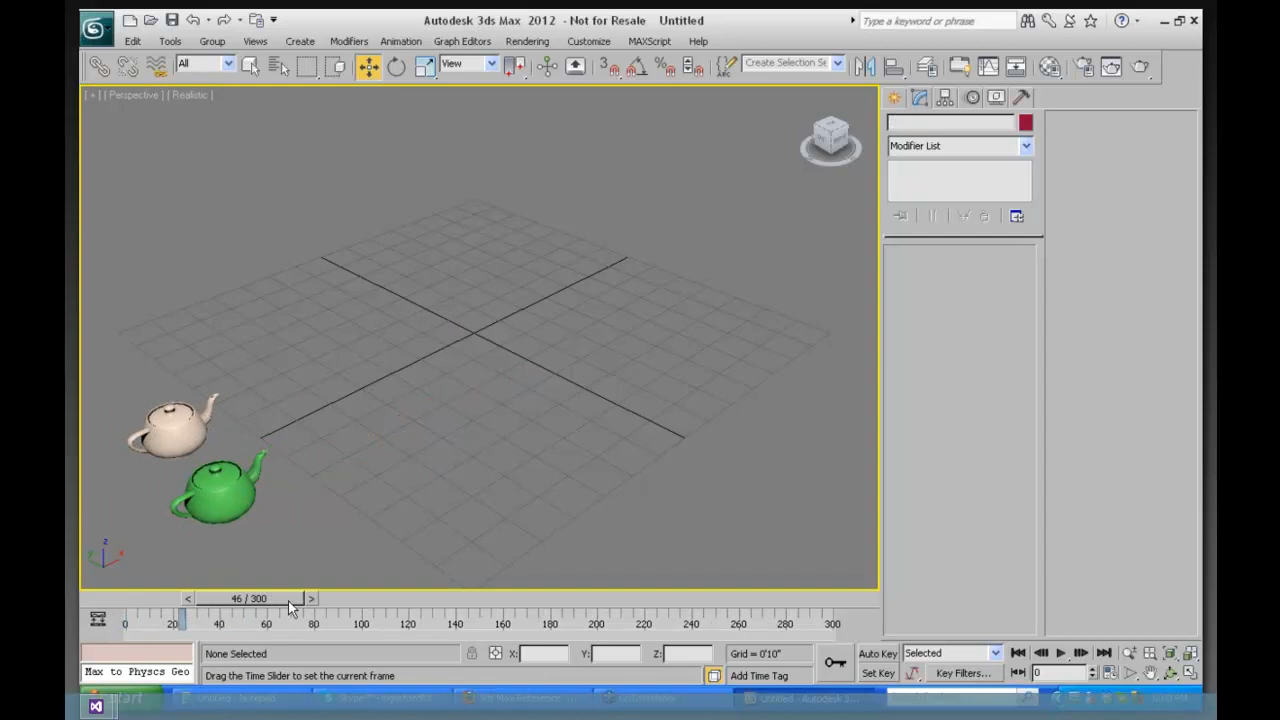 Autodesk 3ds Max 2012 - Not for Resale Untitled
Type a keyword or phrase
Edit Tools Group Views Create Modifiers Animation Graph Editors Rendering Customize MAXScript Help
All
View
3
ABC
Create Selection Se
[ + ] [ Perspective ] [ Realistic ]
Modifier List
z
x
y
< 46 / 300 >
0 20 40 60 80 100 120 140 160 180 200 220 240 260 280 300
None Selected
X:
Y:
Z:
Grid = 0'10"
Auto Key
Selected
Max to Physcs Geo
Drag the Time Slider to set the current frame
Add Time Tag
Set Key
Key Filters...
0